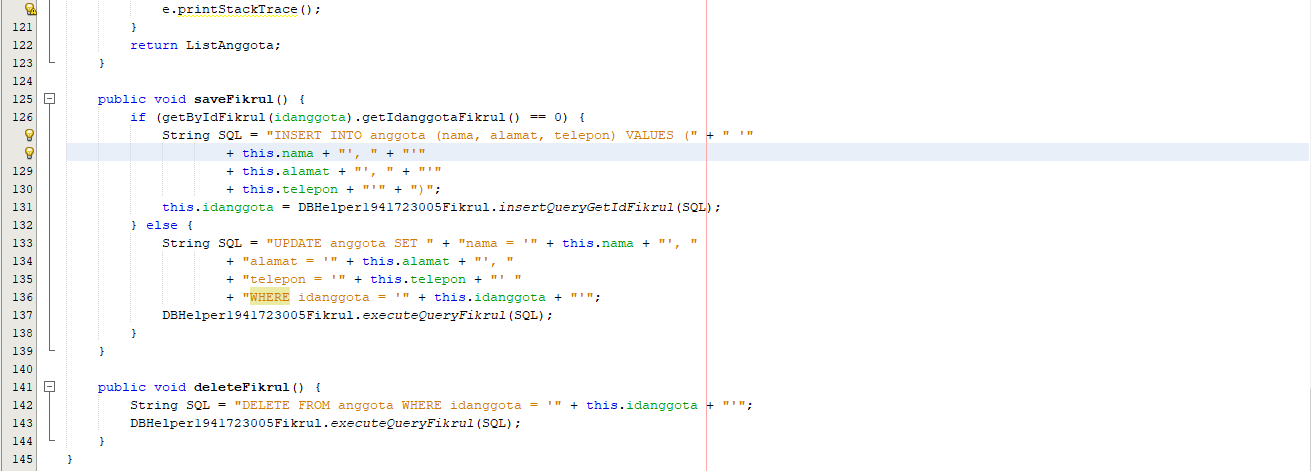 e.printStackTrace();
121 }
122 return ListAnggota;
123 }
124
125 public void saveFikrul() {
126 if (getByIdFikrul(idanggota).getIdanggotaFikrul() == 0) {
String SQL = "INSERT INTO anggota (nama, alamat, telepon) VALUES (" + " '"
+ this.nama + "', " + "'"
129 + this.alamat + "', " + "'"
130 + this.telepon + "'" + ")";
131 this.idanggota = DBHelper1941723005Fikrul.insertQueryGetIdFikrul(SQL);
132 } else {
133 String SQL = "UPDATE anggota SET " + "nama = '" + this.nama + "', "
134 + "alamat = '" + this.alamat + "', "
135 + "telepon = '" + this.telepon + "' "
136 + "WHERE idanggota = '" + this.idanggota + "'";
137 DBHelper1941723005Fikrul.executeQueryFikrul(SQL);
138 }
139 }
140
141 public void deleteFikrul() {
142 String SQL = "DELETE FROM anggota WHERE idanggota = '" + this.idanggota + "'";
143 DBHelper1941723005Fikrul.executeQueryFikrul(SQL);
144 }
145 }